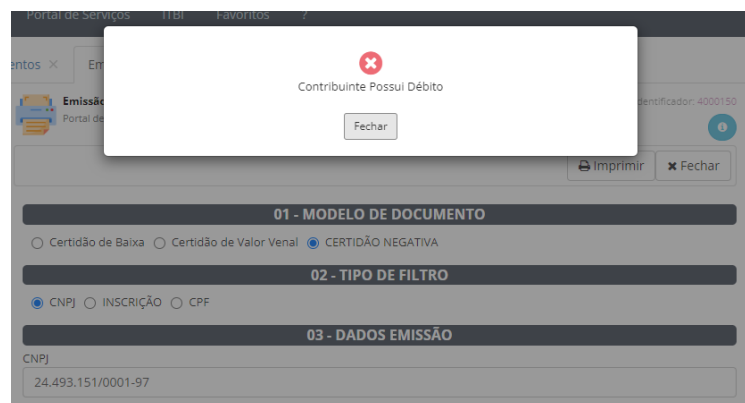 Portal de Serviços ITBI Favoritos ?
Contribuinte Possui Débito
Fechar
entos × Em
Emissão
Portal de
Identificador: 4000150
Imprimir Fechar
01 - MODELO DE DOCUMENTO
Certidão de Baixa Certidão de Valor Venal CERTIDÃO NEGATIVA
02 - TIPO DE FILTRO
CNPJ INSCRIÇÃO CPF
03 - DADOS EMISSÃO
CNPJ
24.493.151/0001-97